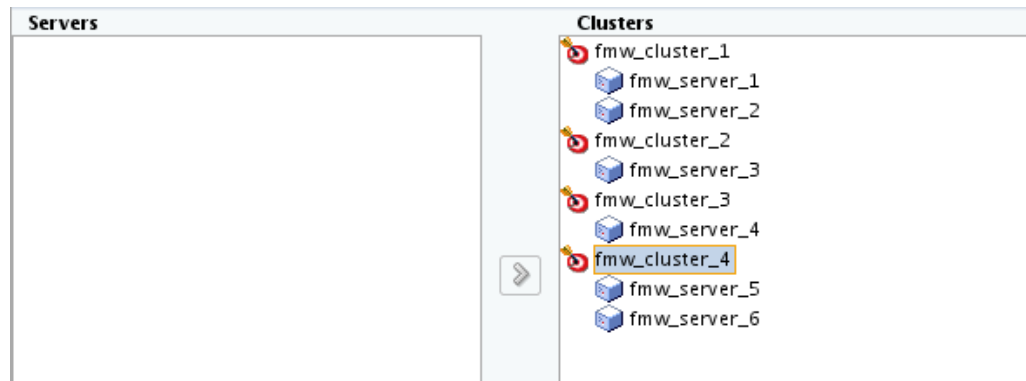 Servers
Clusters
fmw_cluster_1
fmw_server_1
fmw_server_2
fmw_cluster_2
fmw_server_3
fmw_cluster_3
fmw_server_4
fmw_cluster_4
fmw_server_5
fmw_server_6